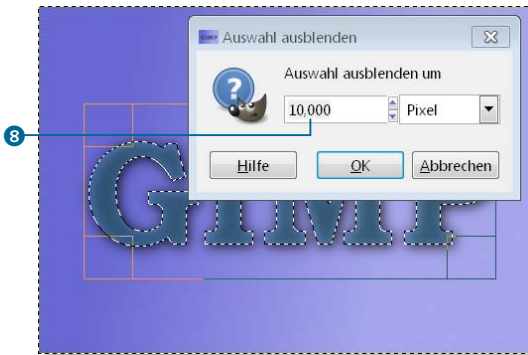 Auswahl ausblenden
Auswahl ausblenden um
10,000 Pixel
8
Hilfe OK Abbrechen
GIMP